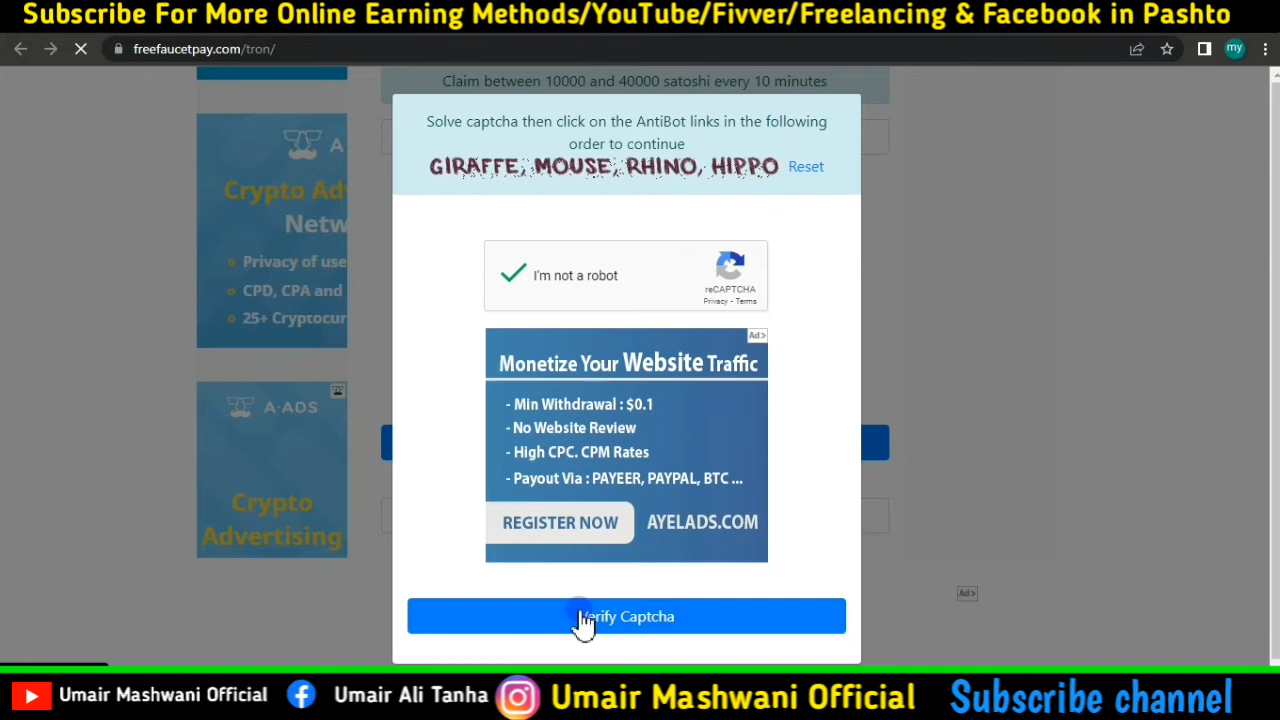 Subscribe For More Online Earning Methods/YouTube/Fivver/Freelancing & Facebook in Pashto
freefaucetpay.com/tron/
my
Claim between 10000 and 40000 satoshi every 10 minutes
Solve captcha then click on the AntiBot links in the following
order to continue
GIRAFFE, MOUSE, RHINO, HIPPO Reset
A
Crypto Ad
Netw
Privacy of use
CPD, CPA and
25+ Cryptocur
I'm not a robot
reCAPTCHA
Privacy - Terms
Ad>
Monetize Your Website Traffic
- Min Withdrawal : $0.1
- No Website Review
- High CPC. CPM Rates
- Payout Via : PAYEER, PAYPAL, BTC ...
REGISTER NOW AYELADS.COM
A-ADS
Crypto
Advertising
Ad>
erify Captcha
Umair Mashwani Official Umair Ali Tanha Umair Mashwani Official Subscribe channel